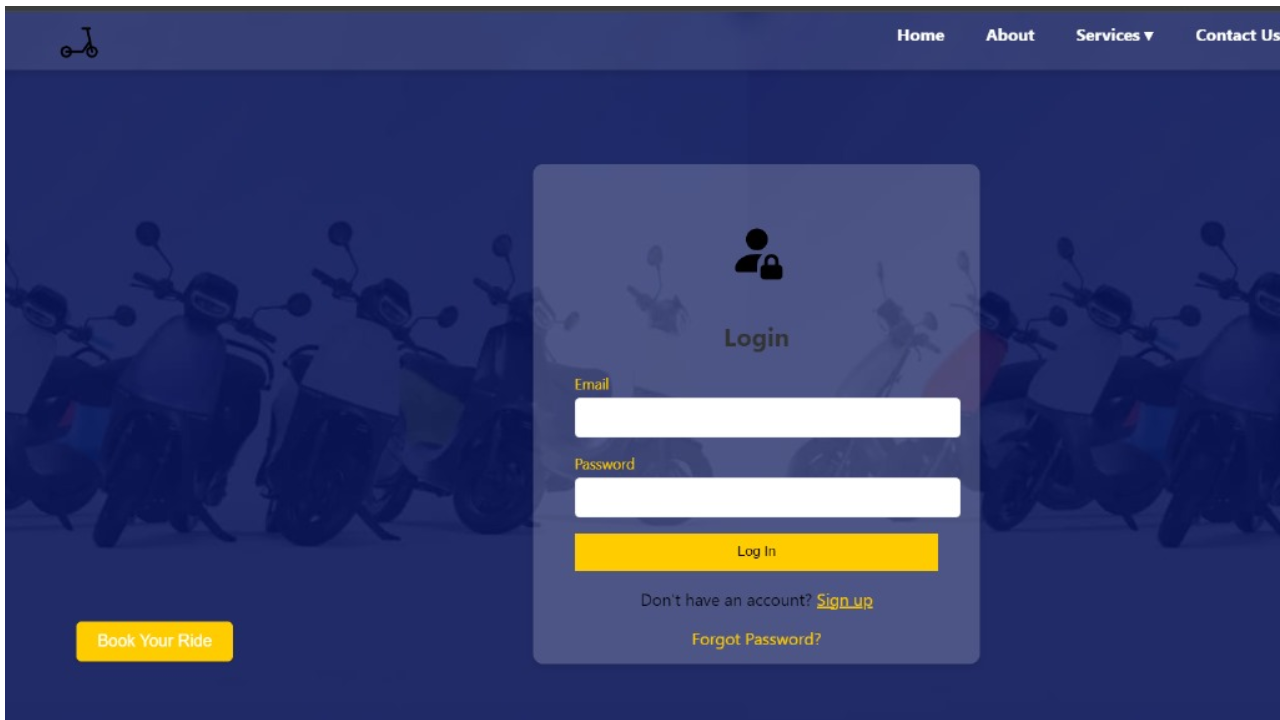 Home About Services ▾ Contact Us
Login
Email
Password
Log In
Don't have an account? Sign up
Forgot Password?
Book Your Ride